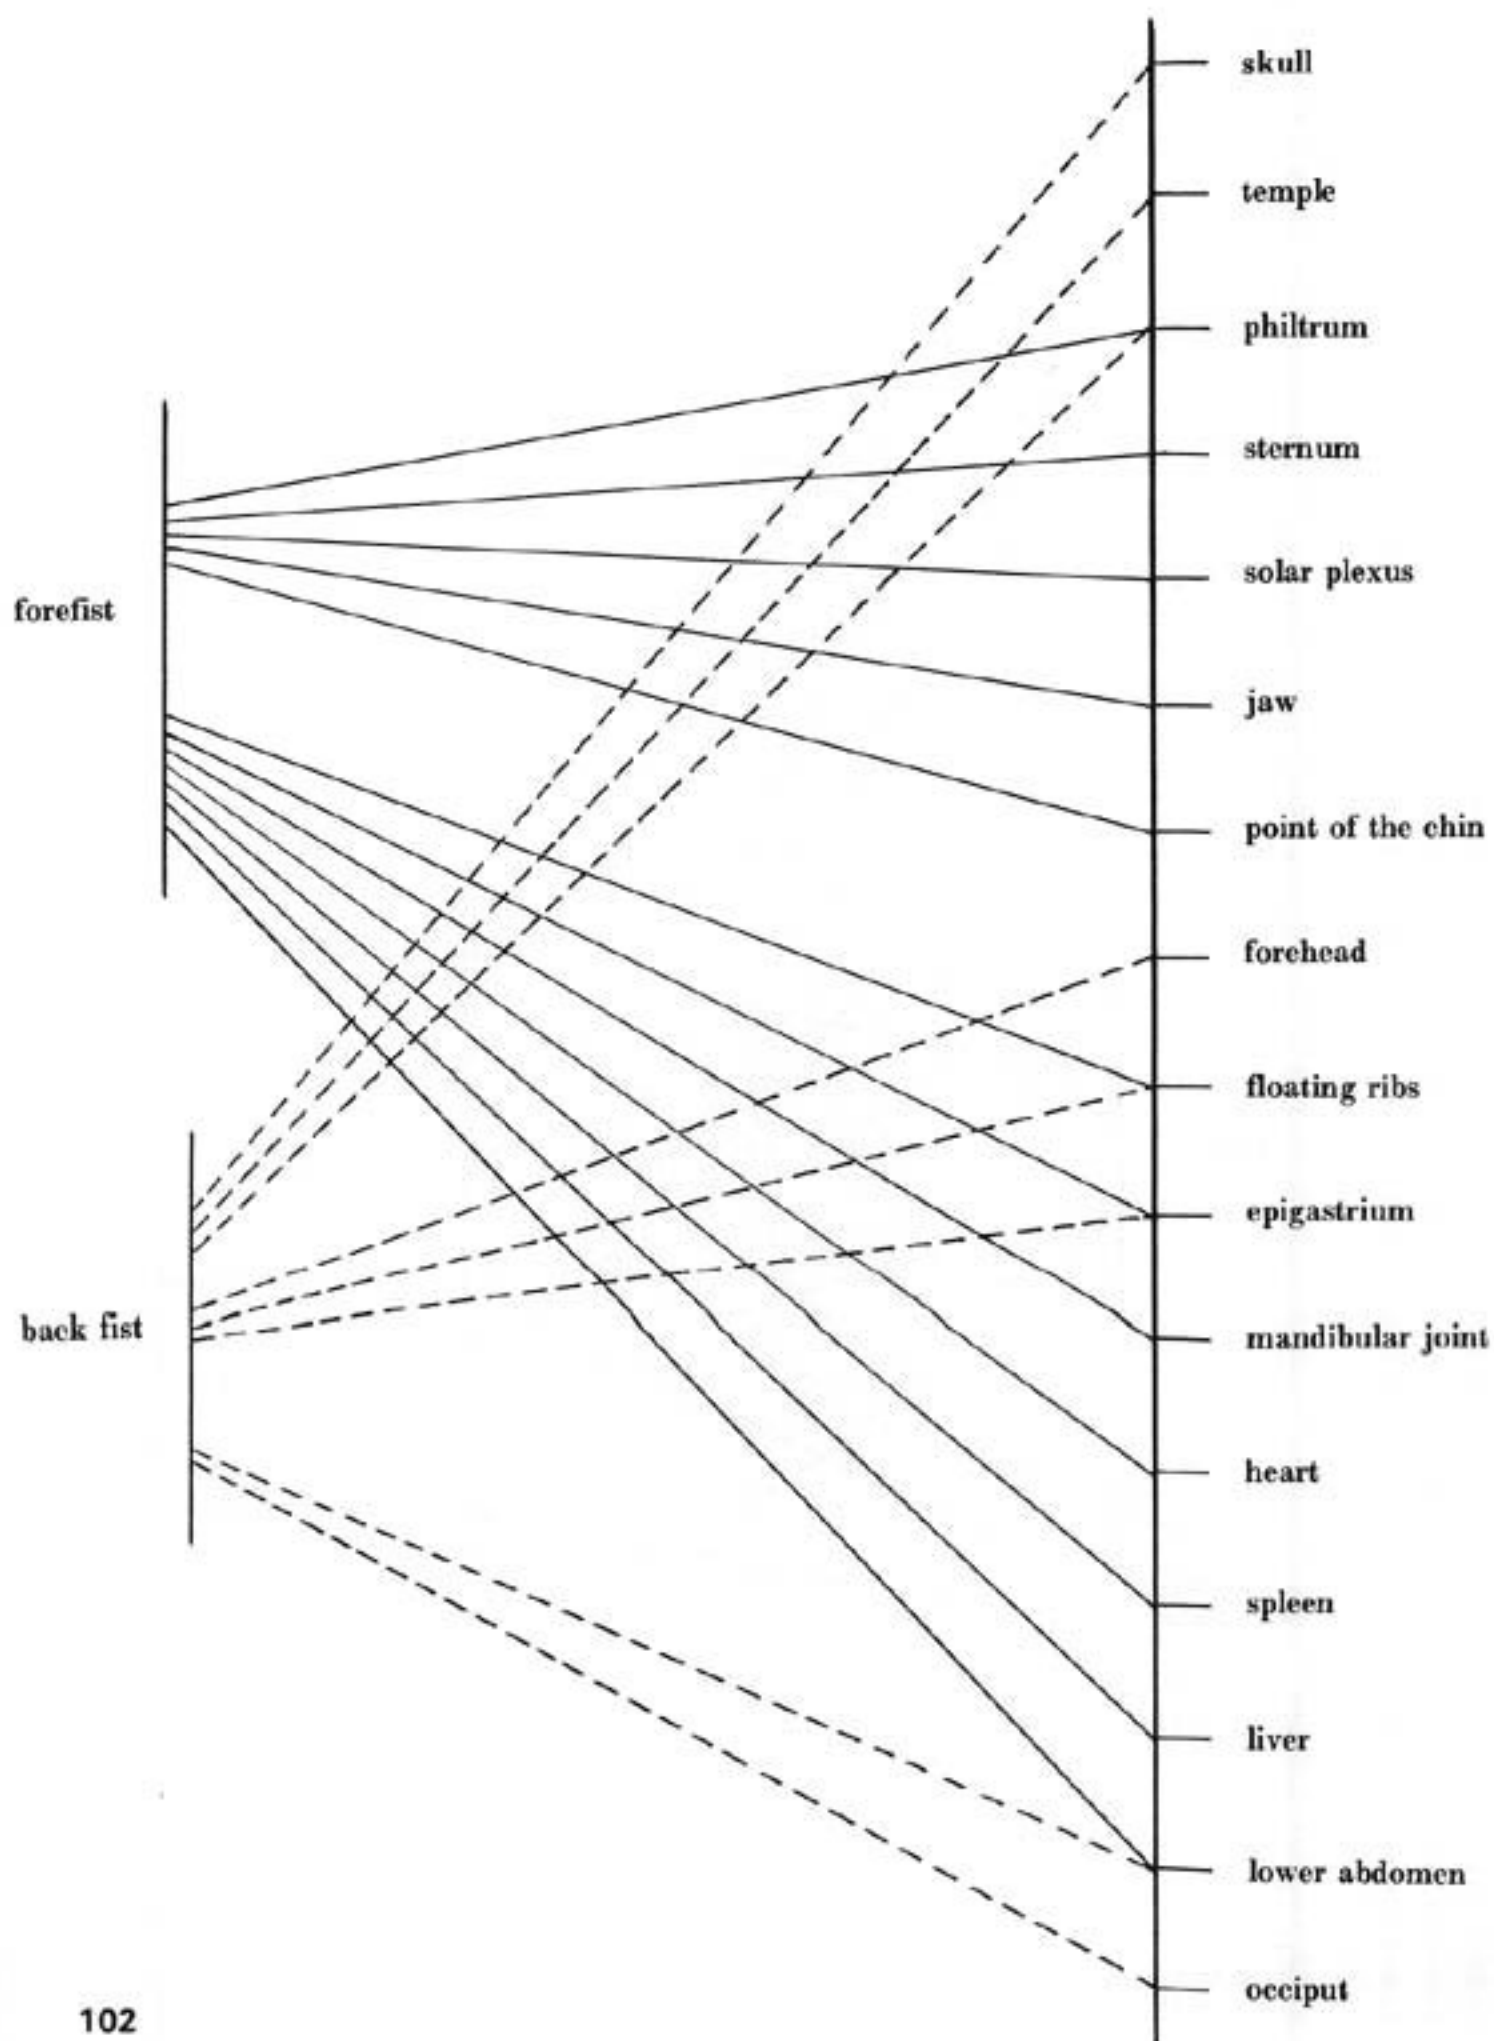 skull
temple
philtrum
sternum
solar plexus
forefist
jaw
point of the chin
forehead
floating ribs
epigastrium
back fist
mandibular joint
heart
spleen
liver
lower abdomen
occiput
102